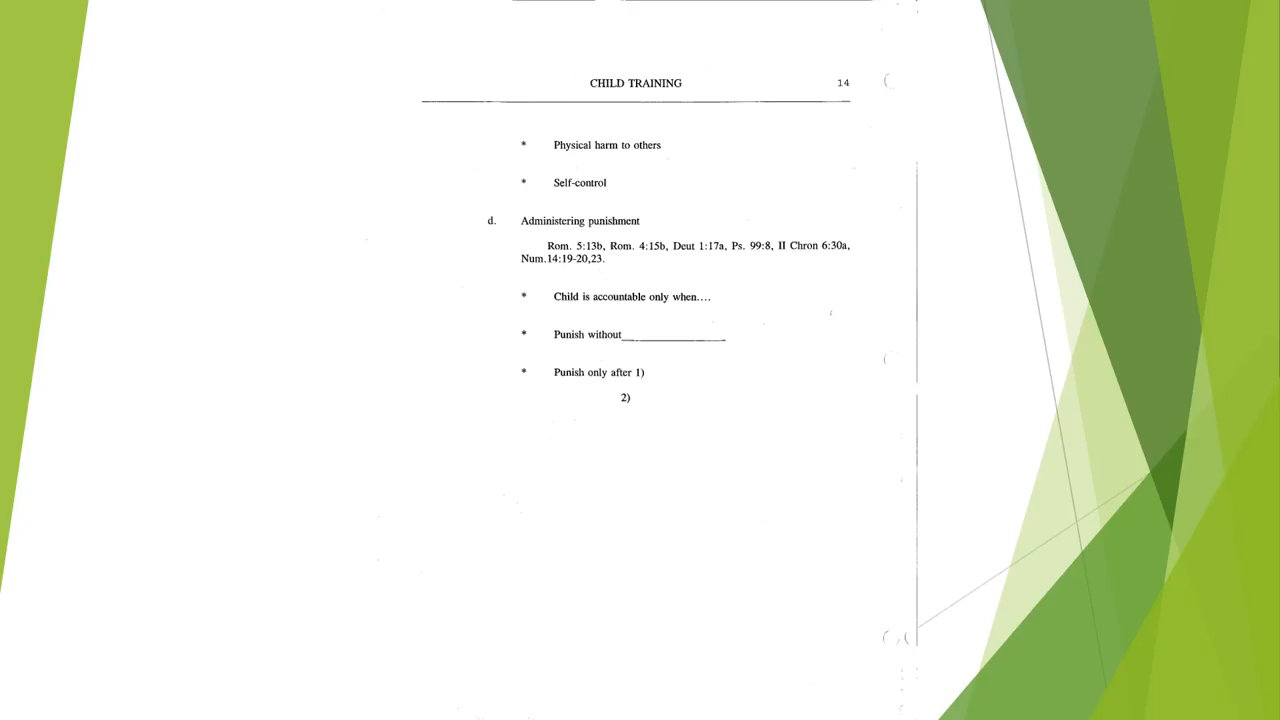 CHILD TRAINING 14
* Physical harm to others
* Self-control
d. Administering punishment
Rom. 5:13b, Rom. 4:15b, Deut 1:17a, Ps. 99:8, II Chron 6:30a,
Num.14:19-20,23.
* Child is accountable only when....
* Punish without____________________
* Punish only after 1)
2)